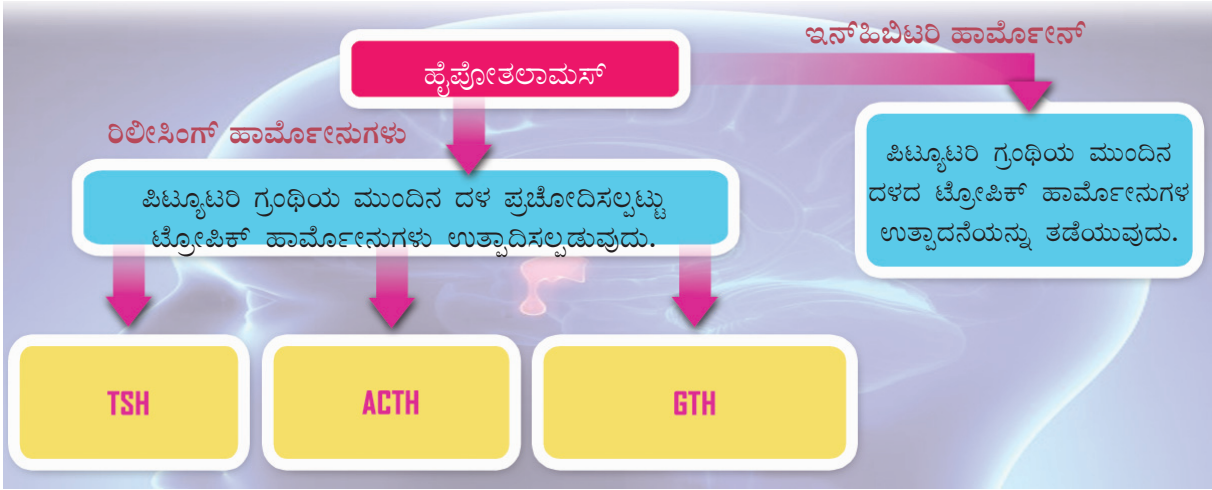 ಇನ್‌ಹಿಬಿಟರಿ ಹಾರ್ಮೋನ್
ಹೈಪೋತಲಾಮಸ್
ರಿಲೀಸಿಂಗ್ ಹಾರ್ಮೋನುಗಳು
ಪಿಟ್ಯೂಟರಿ ಗ್ರಂಥಿಯ ಮುಂದಿನ ದಳ ಪ್ರಚೋದಿಸಲ್ಪಟ್ಟು
ಟ್ರೋಪಿಕ್ ಹಾರ್ಮೋನುಗಳು ಉತ್ಪಾದಿಸಲ್ಪಡುವುದು.
ಪಿಟ್ಯೂಟರಿ ಗ್ರಂಥಿಯ ಮುಂದಿನ
ದಳದ ಟ್ರೋಪಿಕ್ ಹಾರ್ಮೋನುಗಳ
ಉತ್ಪಾದನೆಯನ್ನು ತಡೆಯುವುದು.
TSH
ACTH
GTH